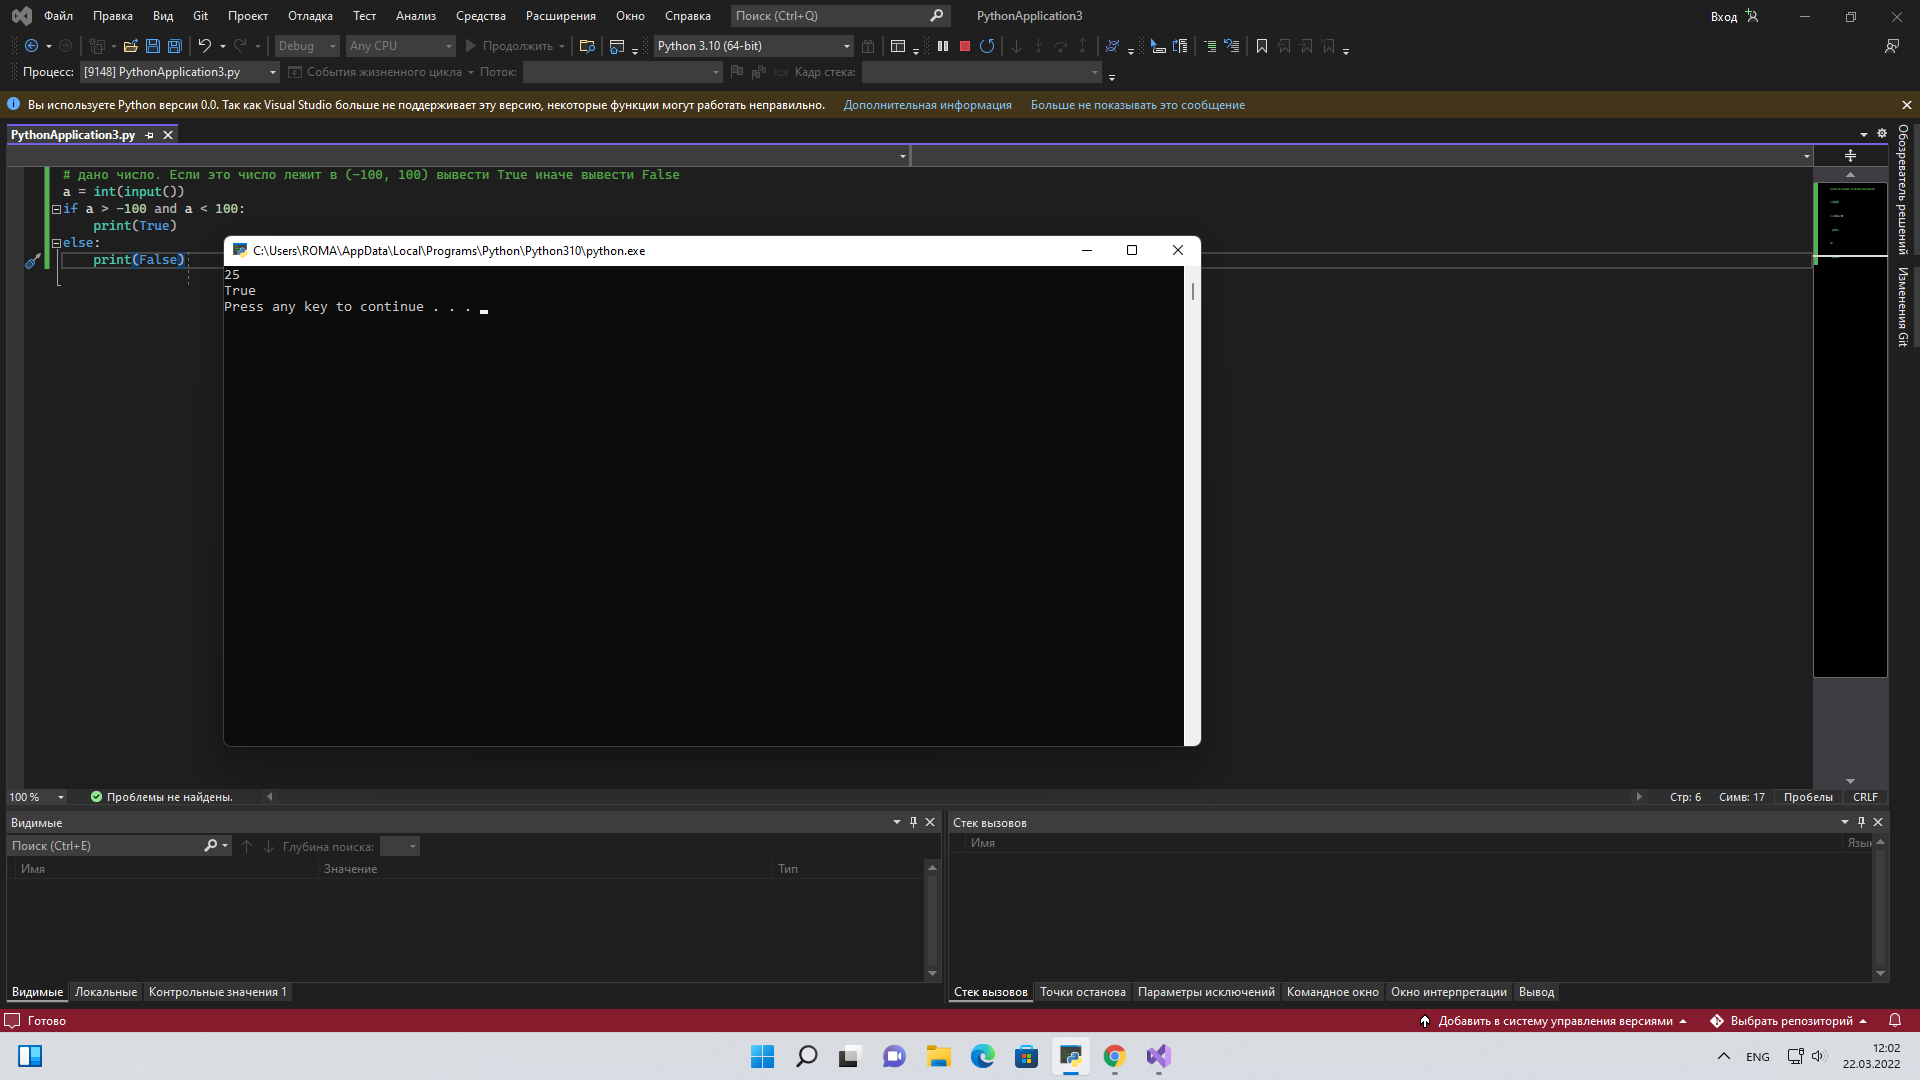 Файл Правка Вид Git Проект Отладка Тест Анализ Средства Расширения Окно Справка Поиск (Ctrl+Q) PythonApplication3 Вход
Debug Any CPU Продолжить Python 3.10 (64-bit)
Процесс: [9148] PythonApplication3.py События жизненного цикла Поток: Кадр стека:
Вы используете Python версии 0.0. Так как Visual Studio больше не поддерживает эту версию, некоторые функции могут работать неправильно. Дополнительная информация Больше не показывать это сообщение
PythonApplication3.py
# дано число. Если это число лежит в (-100, 100) вывести True иначе вывести False
a = int(input())
if a > -100 and a < 100:
print(True)
else:
print(False)
C:\Users\ROMA\AppData\Local\Programs\Python\Python310\python.exe
25
True
Press any key to continue . . .
Обозреватель решений
Изменения Git
100 % Проблемы не найдены. Стр: 6 Симв: 17 Пробелы CRLF
Видимые
Поиск (Ctrl+E) Глубина поиска:
Имя Значение Тип
Видимые Локальные Контрольные значения 1
Стек вызовов
Имя Язык
Стек вызовов Точки останова Параметры исключений Командное окно Окно интерпретации Вывод
Готово Добавить в систему управления версиями Выбрать репозиторий
ENG 12:02
22.03.2022